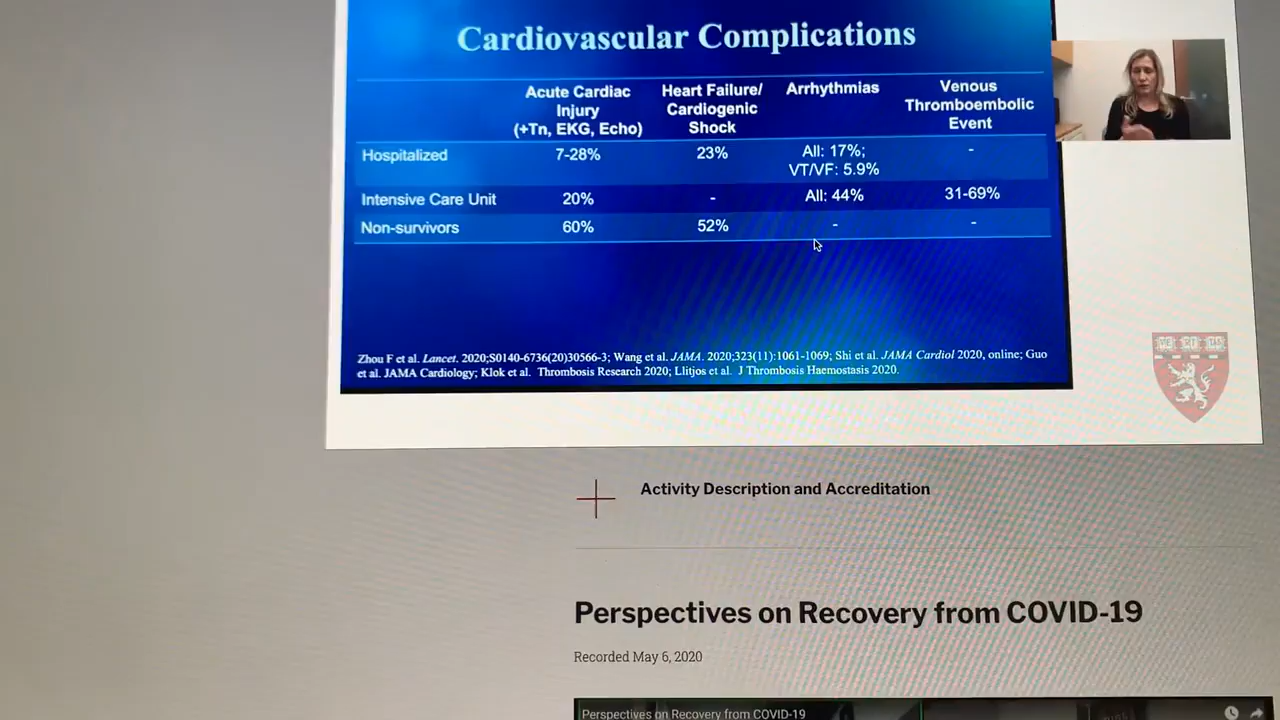 Cardiovascular Complications
Acute Cardiac Injury (+Tn, EKG, Echo) Heart Failure/ Cardiogenic Shock Arrhythmias Venous Thromboembolic Event
Hospitalized 7-28% 23% All: 17%; VT/VF: 5.9% -
Intensive Care Unit 20% - All: 44% 31-69%
Non-survivors 60% 52% - -
Zhou F et al. Lancet. 2020;S0140-6736(20)30566-3; Wang et al. JAMA. 2020;323(11):1061-1069; Shi et al. JAMA Cardiol 2020, online; Guo
et al. JAMA Cardiology; Klok et al. Thrombosis Research 2020; Llitjos et al. J Thrombosis Haemostasis 2020.
VE RI TAS
Activity Description and Accreditation
Perspectives on Recovery from COVID-19
Recorded May 6, 2020
Perspectives on Recovery from COVID-19